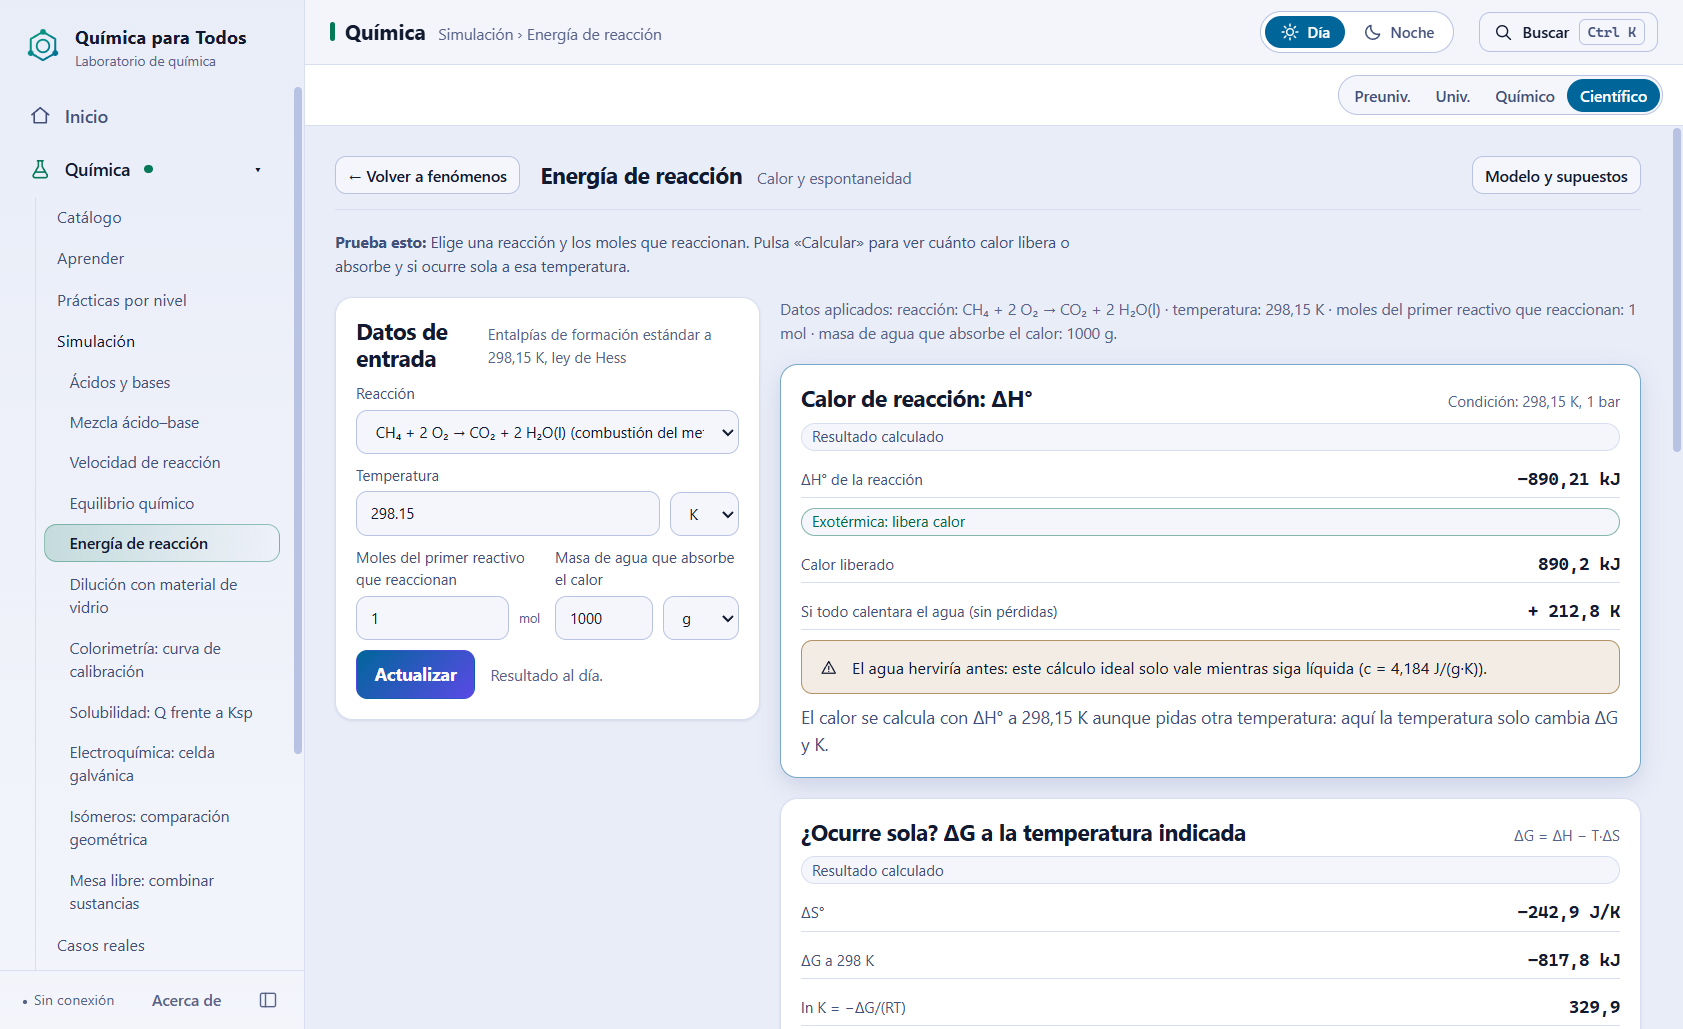 Química para Todos
Laboratorio de química
Inicio
Química
Catálogo
Aprender
Prácticas por nivel
Simulación
Ácidos y bases
Mezcla ácido–base
Velocidad de reacción
Equilibrio químico
Energía de reacción
Dilución con material de
vidrio
Colorimetría: curva de
calibración
Solubilidad: Q frente a Ksp
Electroquímica: celda
galvánica
Isómeros: comparación
geométrica
Mesa libre: combinar
sustancias
Casos reales
• Sin conexión
Acerca de
Química
Simulación › Energía de reacción
Día
Noche
Buscar
Ctrl K
Preuniv.
Univ.
Químico
Científico
← Volver a fenómenos
Energía de reacción
Calor y espontaneidad
Modelo y supuestos
Prueba esto: Elige una reacción y los moles que reaccionan. Pulsa «Calcular» para ver cuánto calor libera o
absorbe y si ocurre sola a esa temperatura.
Datos de
entrada
Entalpías de formación estándar a
298,15 K, ley de Hess
Reacción
CH₄ + 2 O₂ → CO₂ + 2 H₂O(l) (combustión del me
Temperatura
298.15
K
Moles del primer reactivo
que reaccionan
1
mol
Masa de agua que absorbe
el calor
1000
g
Actualizar
Resultado al día.
Datos aplicados: reacción: CH₄ + 2 O₂ → CO₂ + 2 H₂O(l) · temperatura: 298,15 K · moles del primer reactivo que reaccionan: 1
mol · masa de agua que absorbe el calor: 1000 g.
Calor de reacción: ΔH°
Condición: 298,15 K, 1 bar
Resultado calculado
ΔH° de la reacción
−890,21 kJ
Exotérmica: libera calor
Calor liberado
890,2 kJ
Si todo calentara el agua (sin pérdidas)
+ 212,8 K
El agua herviría antes: este cálculo ideal solo vale mientras siga líquida (c = 4,184 J/(g·K)).
El calor se calcula con ΔH° a 298,15 K aunque pidas otra temperatura: aquí la temperatura solo cambia ΔG
y K.
¿Ocurre sola? ΔG a la temperatura indicada
ΔG = ΔH − T·ΔS
Resultado calculado
ΔS°
−242,9 J/K
ΔG a 298 K
−817,8 kJ
ln K = −ΔG/(RT)
329,9